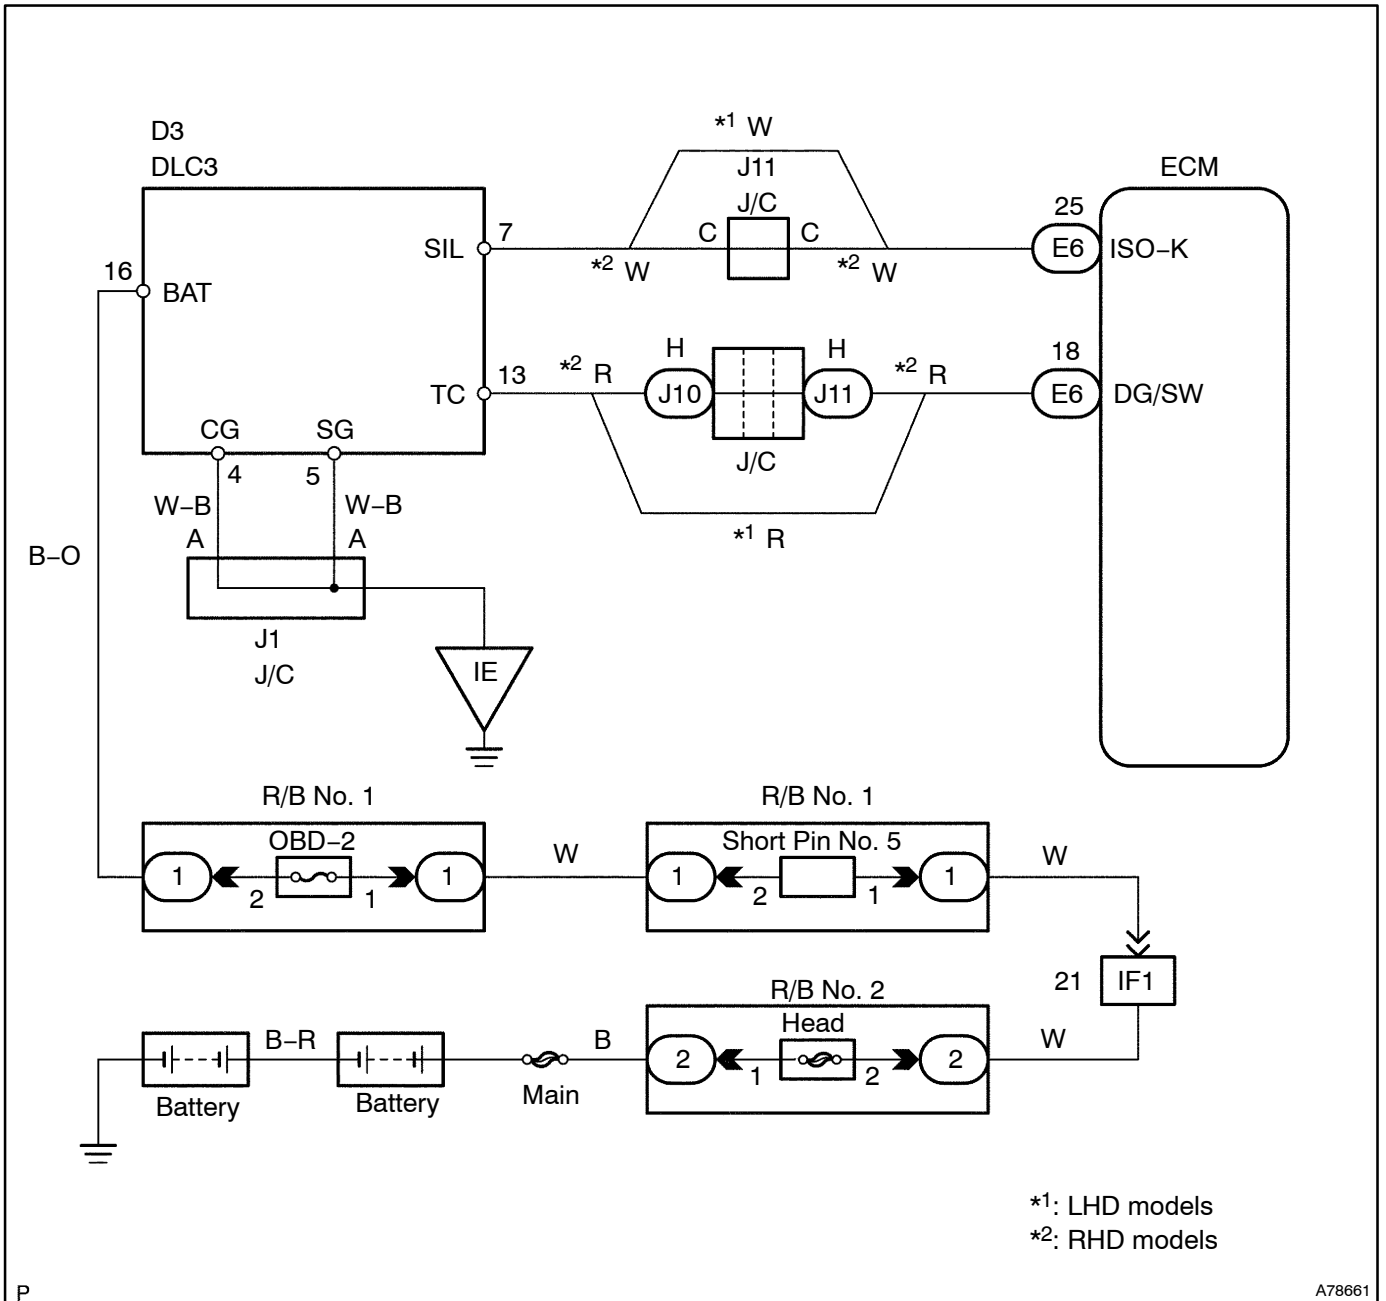 *1 W
D3
DLC3
J11
J/C
ECM
SIL
7
C
C
25
E6
ISO–K
*2 W
*2 W
16
BAT
TC
13
*2 R
H
J10
H
J11
J/C
*2 R
18
E6
DG/SW
*1 R
CG
SG
4
5
W–B
W–B
A
A
B–O
J1
J/C
IE
R/B No. 1
OBD–2
1
2
1
1
W
R/B No. 1
Short Pin No. 5
1
2
1
1
W
21
IF1
R/B No. 2
Head
2
1
2
2
W
B–R
B
Battery
Battery
Main
*1: LHD models
*2: RHD models
P
A78661